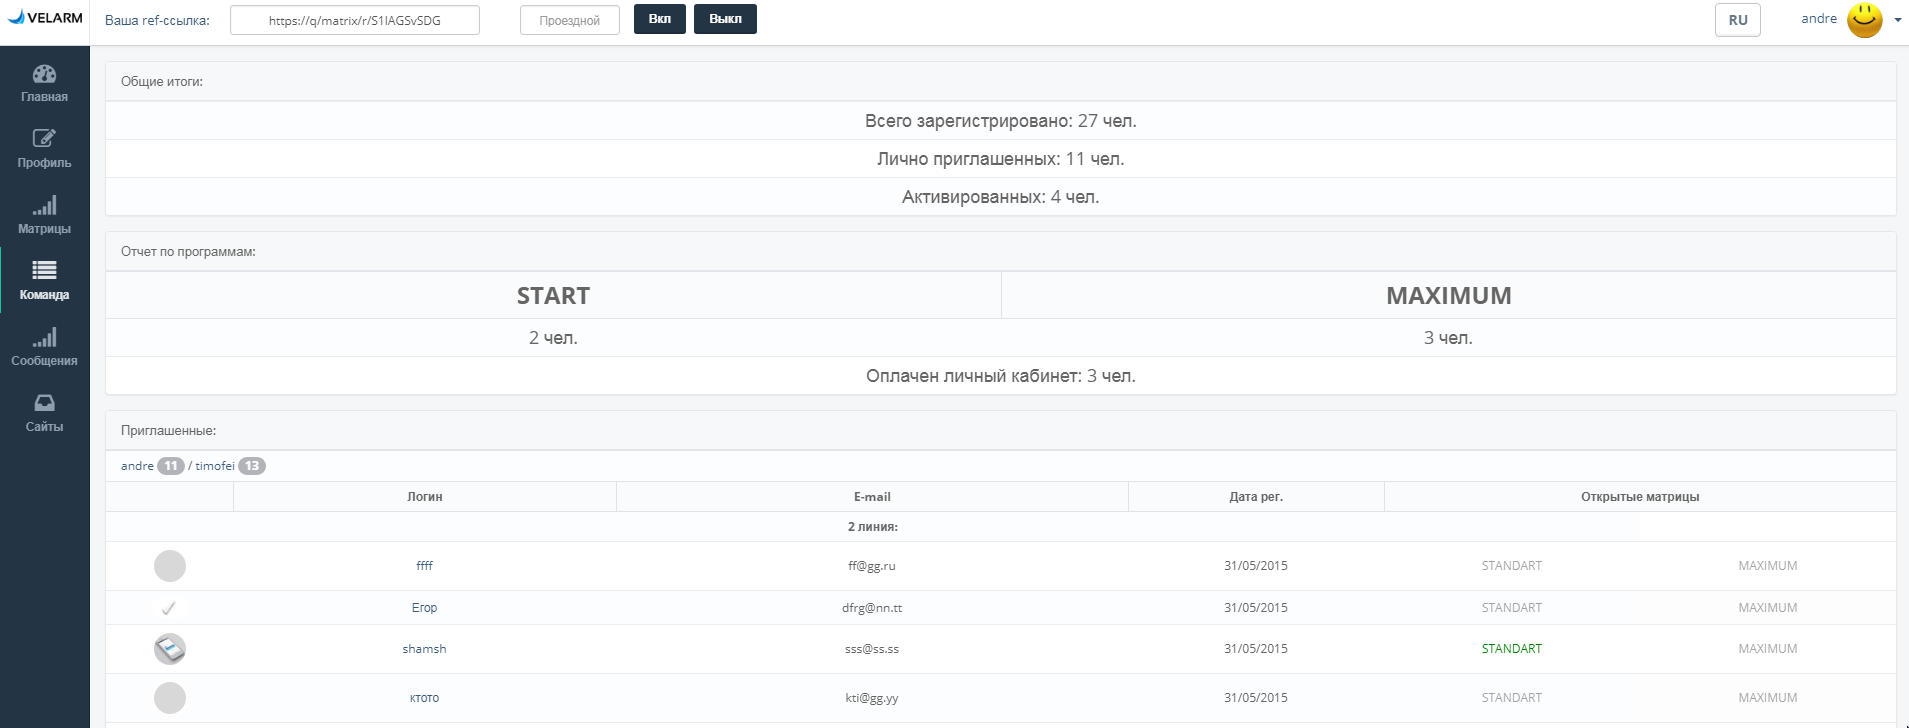 VELARM
Ваша ref-ссылка: https://q/matrix/r/S1IAGSvSDG Проездной Вкл Выкл RU andre
Главная
Профиль
Матрицы
Команда
Сообщения
Сайты
Общие итоги:
Всего зарегистрировано: 27 чел.
Лично приглашенных: 11 чел.
Активированных: 4 чел.
Отчет по программам:
START MAXIMUM
2 чел. 3 чел.
Оплачен личный кабинет: 3 чел.
Приглашенные:
andre 11 / timofei 13
Логин E-mail Дата рег. Открытые матрицы
2 линия:
ffff ff@gg.ru 31/05/2015 STANDART MAXIMUM
Егор dfrg@nn.tt 31/05/2015 STANDART MAXIMUM
shamsh sss@ss.ss 31/05/2015 STANDART MAXIMUM
ктото kti@gg.yy 31/05/2015 STANDART MAXIMUM